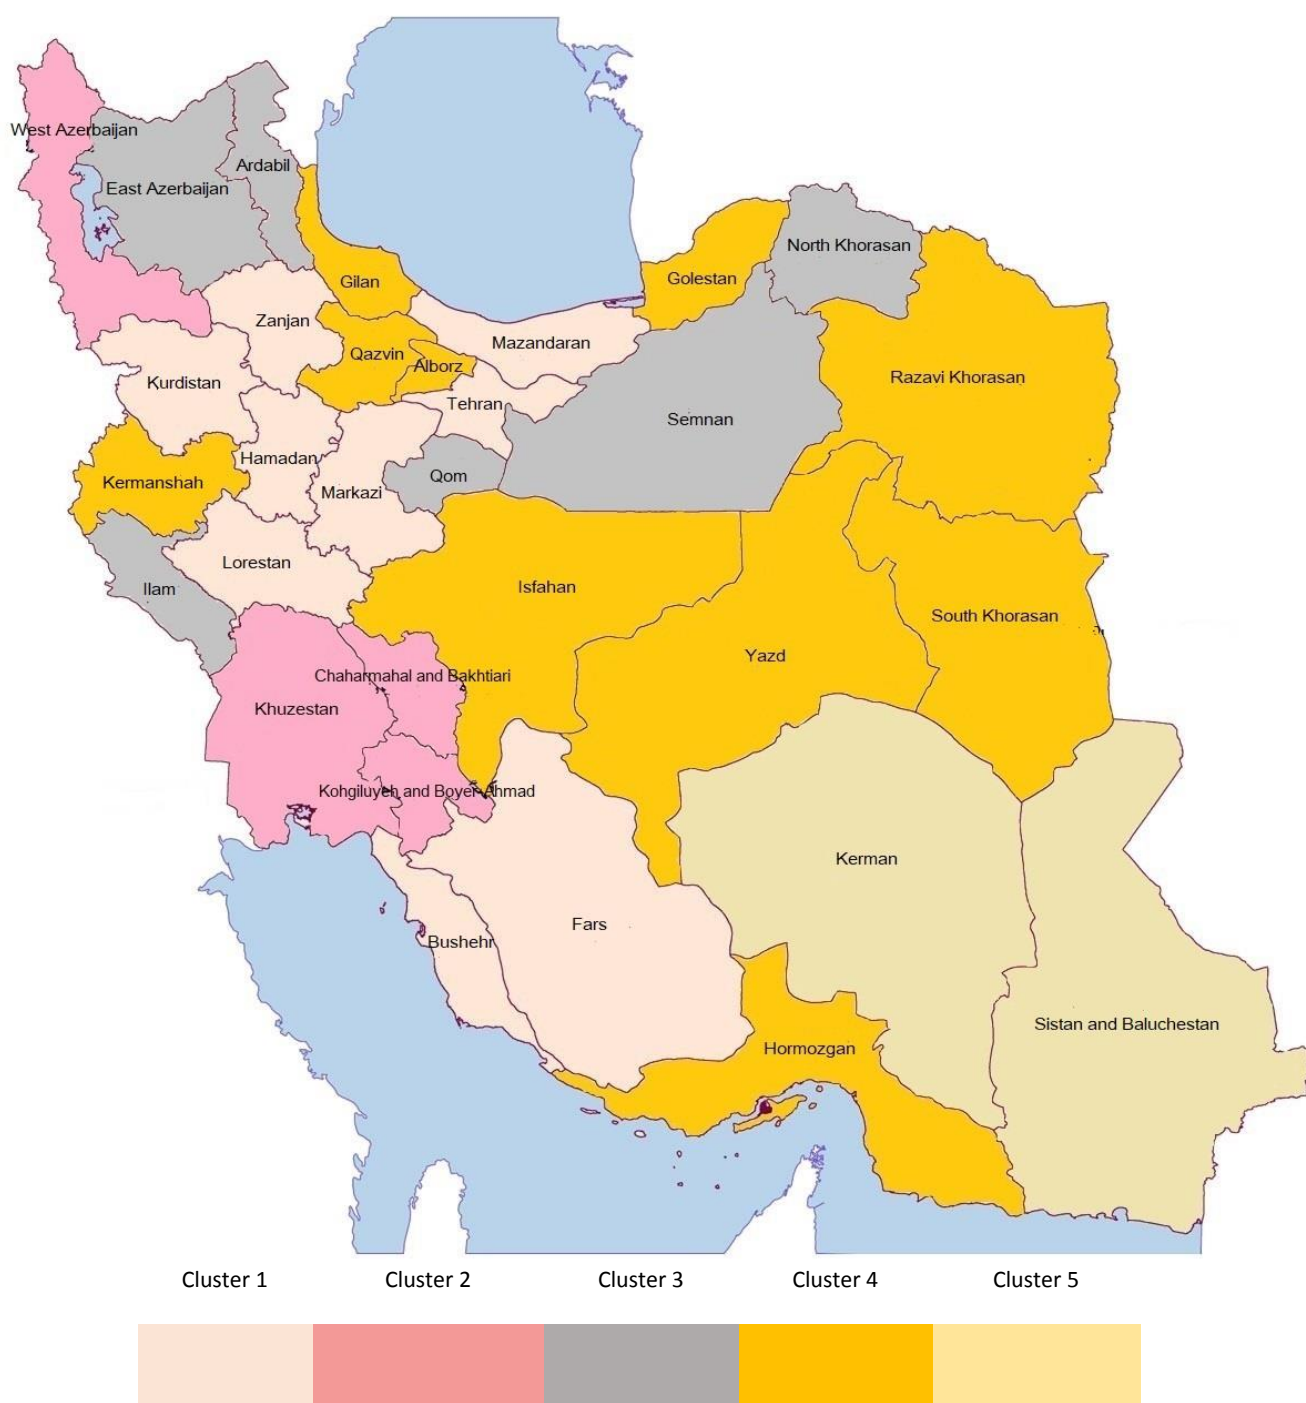 West Azerbaijan
Ardabil
East Azerbaijan
North Khorasan
Golestan
Gilan
Zanjan
Mazandaran
Qazvin
Alborz
Razavi Khorasan
Kurdistan
Tehran
Semnan
Hamadan
Qom
Kermanshah
Markazi
Lorestan
Isfahan
Ilam
South Khorasan
Yazd
Chaharmahal and Bakhtiari
Khuzestan
Kohgiluyeh and Boyer-Ahmad
Kerman
Fars
Bushehr
Sistan and Baluchestan
Hormozgan
Cluster 1 Cluster 2 Cluster 3 Cluster 4 Cluster 5